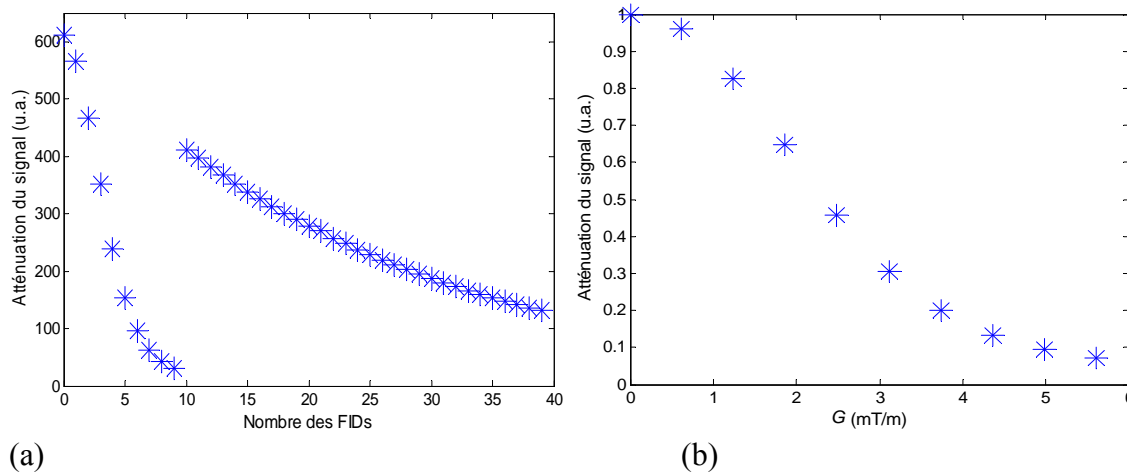 Atténuation du signal (u.a.)
600
500
400
300
200
100
0
0 5 10 15 20 25 30 35 40
Nombre des FIDs
(a)
Atténuation du signal (u.a.)
1
0.9
0.8
0.7
0.6
0.5
0.4
0.3
0.2
0.1
0
0 1 2 3 4 5 6
G (mT/m)
(b)